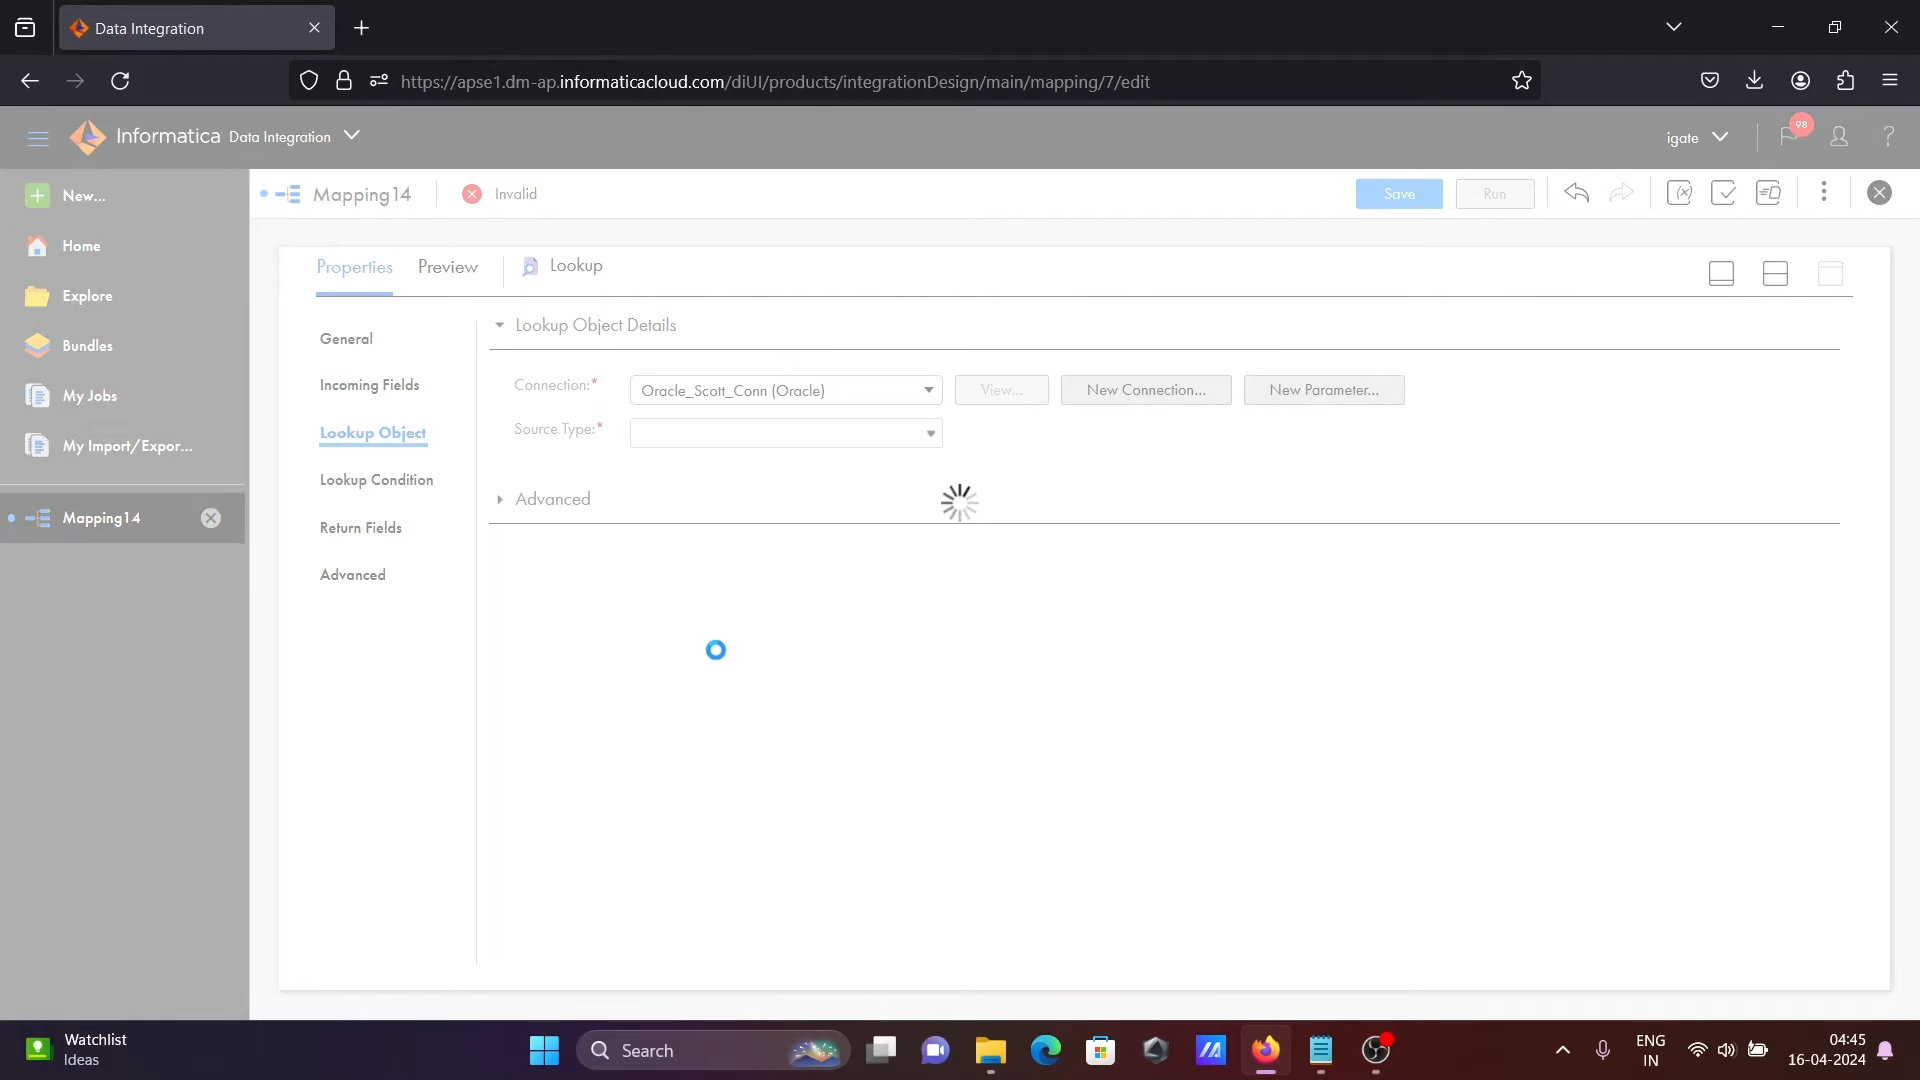 Data Integration
https://apse1.dm-ap.informaticacloud.com/diUI/products/integrationDesign/main/mapping/7/edit
Informatica Data Integration
igate
98
New...
Home
Explore
Bundles
My Jobs
My Import/Expor...
Mapping14
Mapping14
Invalid
Save
Run
Properties
Preview
Lookup
General
Incoming Fields
Lookup Object
Lookup Condition
Return Fields
Advanced
Lookup Object Details
Connection:*
Oracle_Scott_Conn (Oracle)
View...
New Connection...
New Parameter...
Source Type:*
Advanced
Watchlist
Ideas
Search
ENG
IN
04:45
16-04-2024